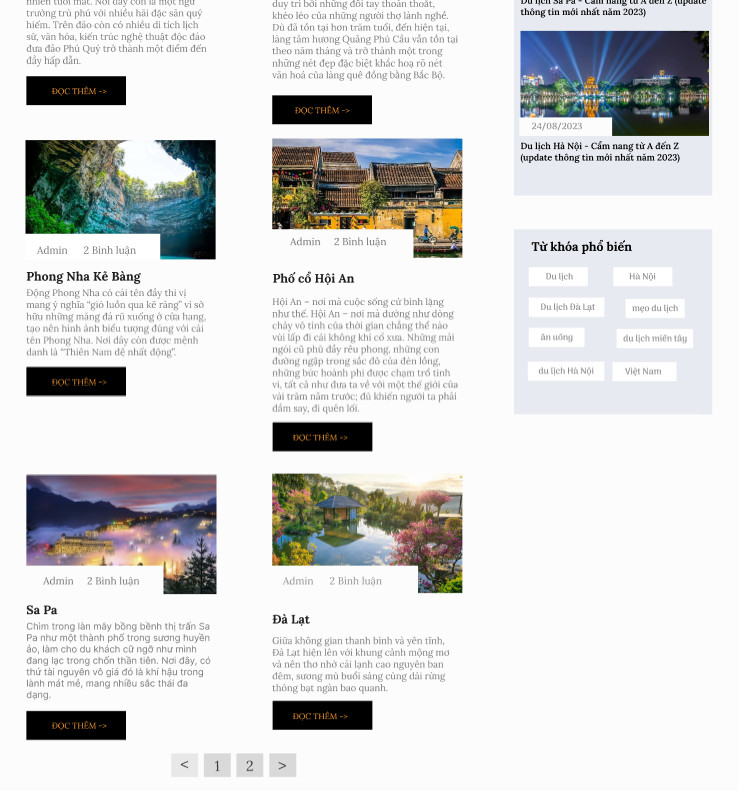 nhiên tuổi mát. Nơi đây còn là một ngư
trường trù phú với nhiều hải đặc sản quý
hiếm. Trên đảo còn có nhiều di tích lịch
sử, văn hóa, kiến trúc nghệ thuật độc đáo
đưa đảo Phú Quý trở thành một điểm đến
đầy hấp dẫn.
ĐỌC THÊM ->
duy trì bởi những đôi tay thoăn thoắt,
khéo léo của những người thợ lành nghề.
Dù đã tồn tại hơn trăm tuổi, đến hiện tại,
làng tăm hương Quảng Phú Cầu vẫn tồn tại
theo năm tháng và trở thành một trong
những nét đẹp đặc biệt khắc hoạ rõ nét
văn hoá của làng quê đồng bằng Bắc Bộ.
ĐỌC THÊM ->
Admin 2 Bình luận
Phong Nha Kẻ Bàng
Động Phong Nha có cái tên đầy thi vị
mang ý nghĩa “gió luồn qua kẽ răng” vì sở
hữu những măng đá rũ xuống ở cửa hang,
tạo nên hình ảnh biểu tượng đúng với cái
tên Phong Nha. Nơi đây còn được mệnh
danh là “Thiên Nam đệ nhất động”.
ĐỌC THÊM ->
Admin 2 Bình luận
Phố cổ Hội An
Hội An – nơi mà cuộc sống cứ bình lặng
như thế. Hội An – nơi mà dường như dòng
chảy vô tình của thời gian chẳng thể nào
vùi lấp đi cái không khí cổ xưa. Những mái
ngói cũ phủ đầy rêu phong, những con
đường ngập trong sắc đỏ của đèn lồng,
những bức hoành phi được chạm trổ tinh
vi, tất cả như đưa ta về với một thế giới của
vài trăm năm trước; đủ khiến người ta phải
đắm say, đi quên lối.
ĐỌC THÊM ->
Admin 2 Bình luận
Sa Pa
Chìm trong làn mây bồng bềnh thị trấn Sa
Pa như một thành phố trong sương huyền
ảo, làm cho du khách cứ ngỡ như mình
đang lạc trong chốn thần tiên. Nơi đây, có
thứ tài nguyên vô giá đó là khí hậu trong
lành mát mẻ, mang nhiều sắc thái đa
dạng.
ĐỌC THÊM ->
Admin 2 Bình luận
Đà Lạt
Giữa không gian thanh bình và yên tĩnh,
Đà Lạt hiện lên với khung cảnh mộng mơ
và nên thơ nhờ cái lạnh cao nguyên ban
đêm, sương mù buổi sáng cùng dải rừng
thông bạt ngàn bao quanh.
ĐỌC THÊM ->
< 1 2 >
Du lịch Sa Pa - Cẩm nang từ A đến Z (update
thông tin mới nhất năm 2023)
24/08/2023
Du lịch Hà Nội - Cẩm nang từ A đến Z
(update thông tin mới nhất năm 2023)
Từ khóa phổ biến
Du lịch
Hà Nội
Du lịch Đà Lạt
mẹo du lịch
ăn uống
du lịch miền tây
du lịch Hà Nội
Việt Nam